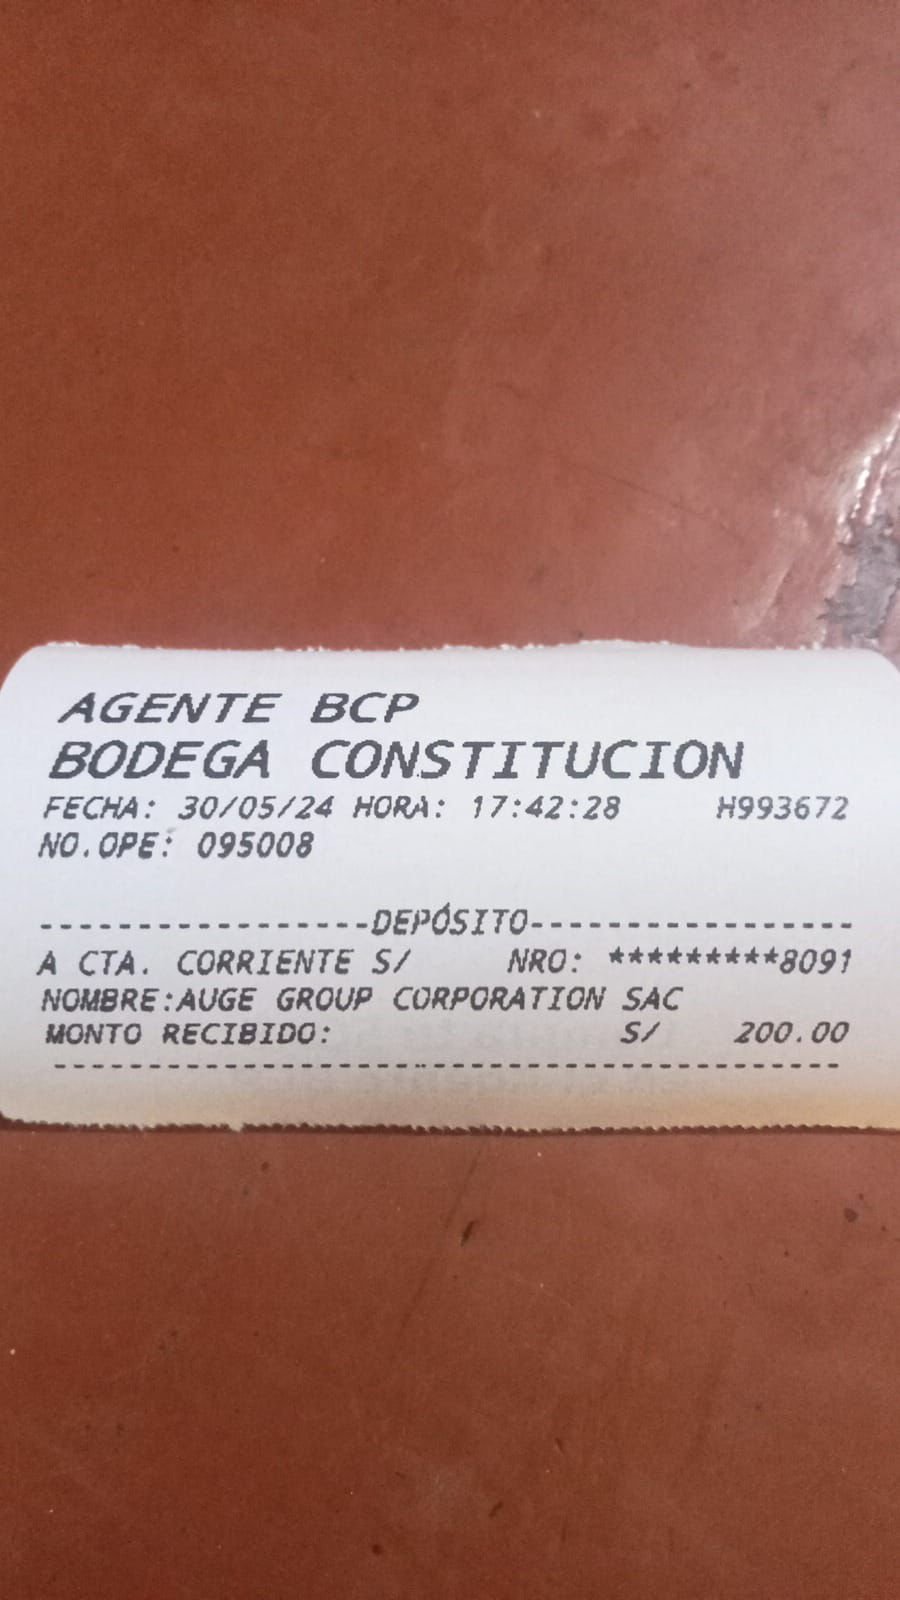 AGENTE BCP
BODEGA CONSTITUCION
FECHA: 30/05/24 HORA: 17:42:28 H993672
NO.OPE: 095008
------------------DEPÓSITO------------------
A CTA. CORRIENTE S/ NRO: *********8091
NOMBRE:AUGE GROUP CORPORATION SAC
MONTO RECIBIDO: S/ 200.00
------------------------------------------